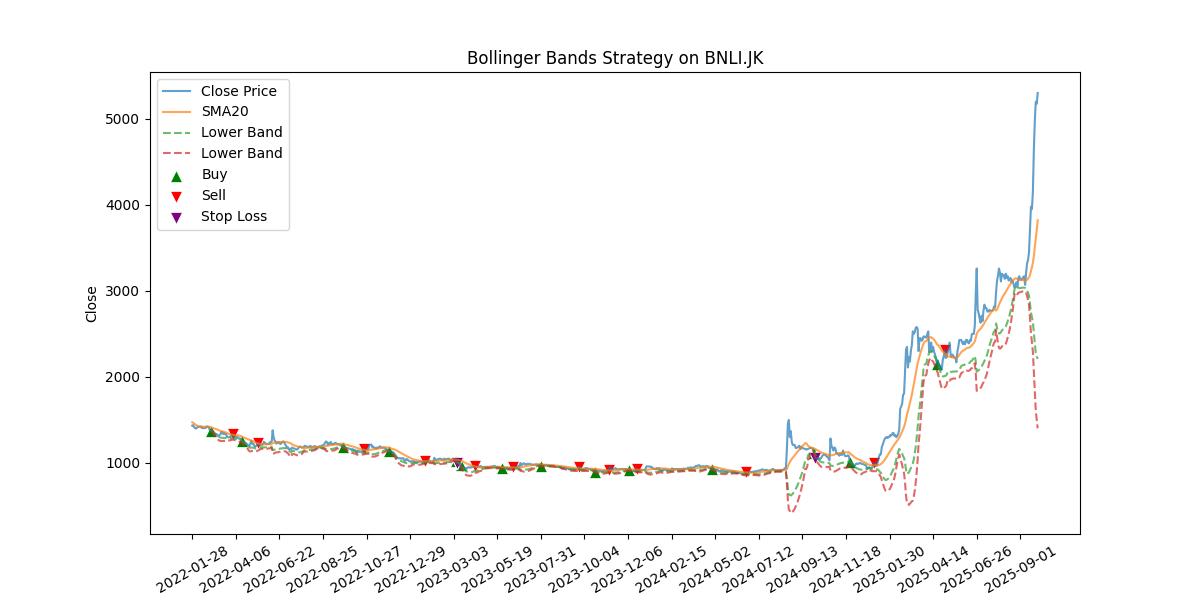 Bollinger Bands Strategy on BNLI.JK
Close Price
SMA20
Lower Band
Lower Band
Buy
Sell
Stop Loss
5000
4000
3000
2000
1000
Close
2022-01-28
2022-04-06
2022-06-22
2022-08-25
2022-10-27
2022-12-29
2023-03-03
2023-05-19
2023-07-31
2023-10-04
2023-12-06
2024-02-15
2024-05-02
2024-07-12
2024-09-13
2024-11-18
2025-01-30
2025-04-14
2025-06-26
2025-09-01